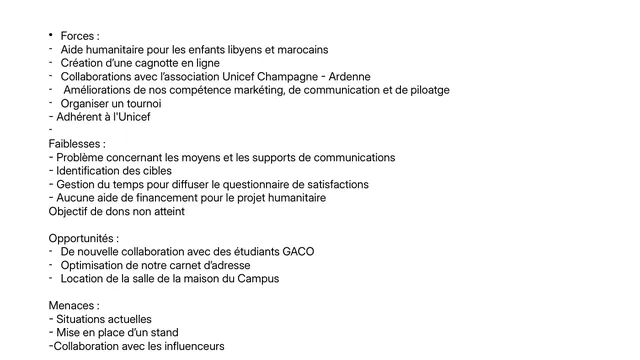 • Forces :
- Aide humanitaire pour les enfants libyens et marocains
- Création d'une cagnotte en ligne
- Collaborations avec l'association Unicef Champagne - Ardenne
- Améliorations de nos compétence markéting, de communication et de piloatge
- Organiser un tournoi
- Adhérent à l'Unicef
-
Faiblesses :
- Problème concernant les moyens et les supports de communications
- Identification des cibles
- Gestion du temps pour diffuser le questionnaire de satisfactions
- Aucune aide de financement pour le projet humanitaire
Objectif de dons non atteint
Opportunités :
- De nouvelle collaboration avec des étudiants GACO
- Optimisation de notre carnet d'adresse
- Location de la salle de la maison du Campus
Menaces :
- Situations actuelles
- Mise en place d'un stand
-Collaboration avec les influenceurs